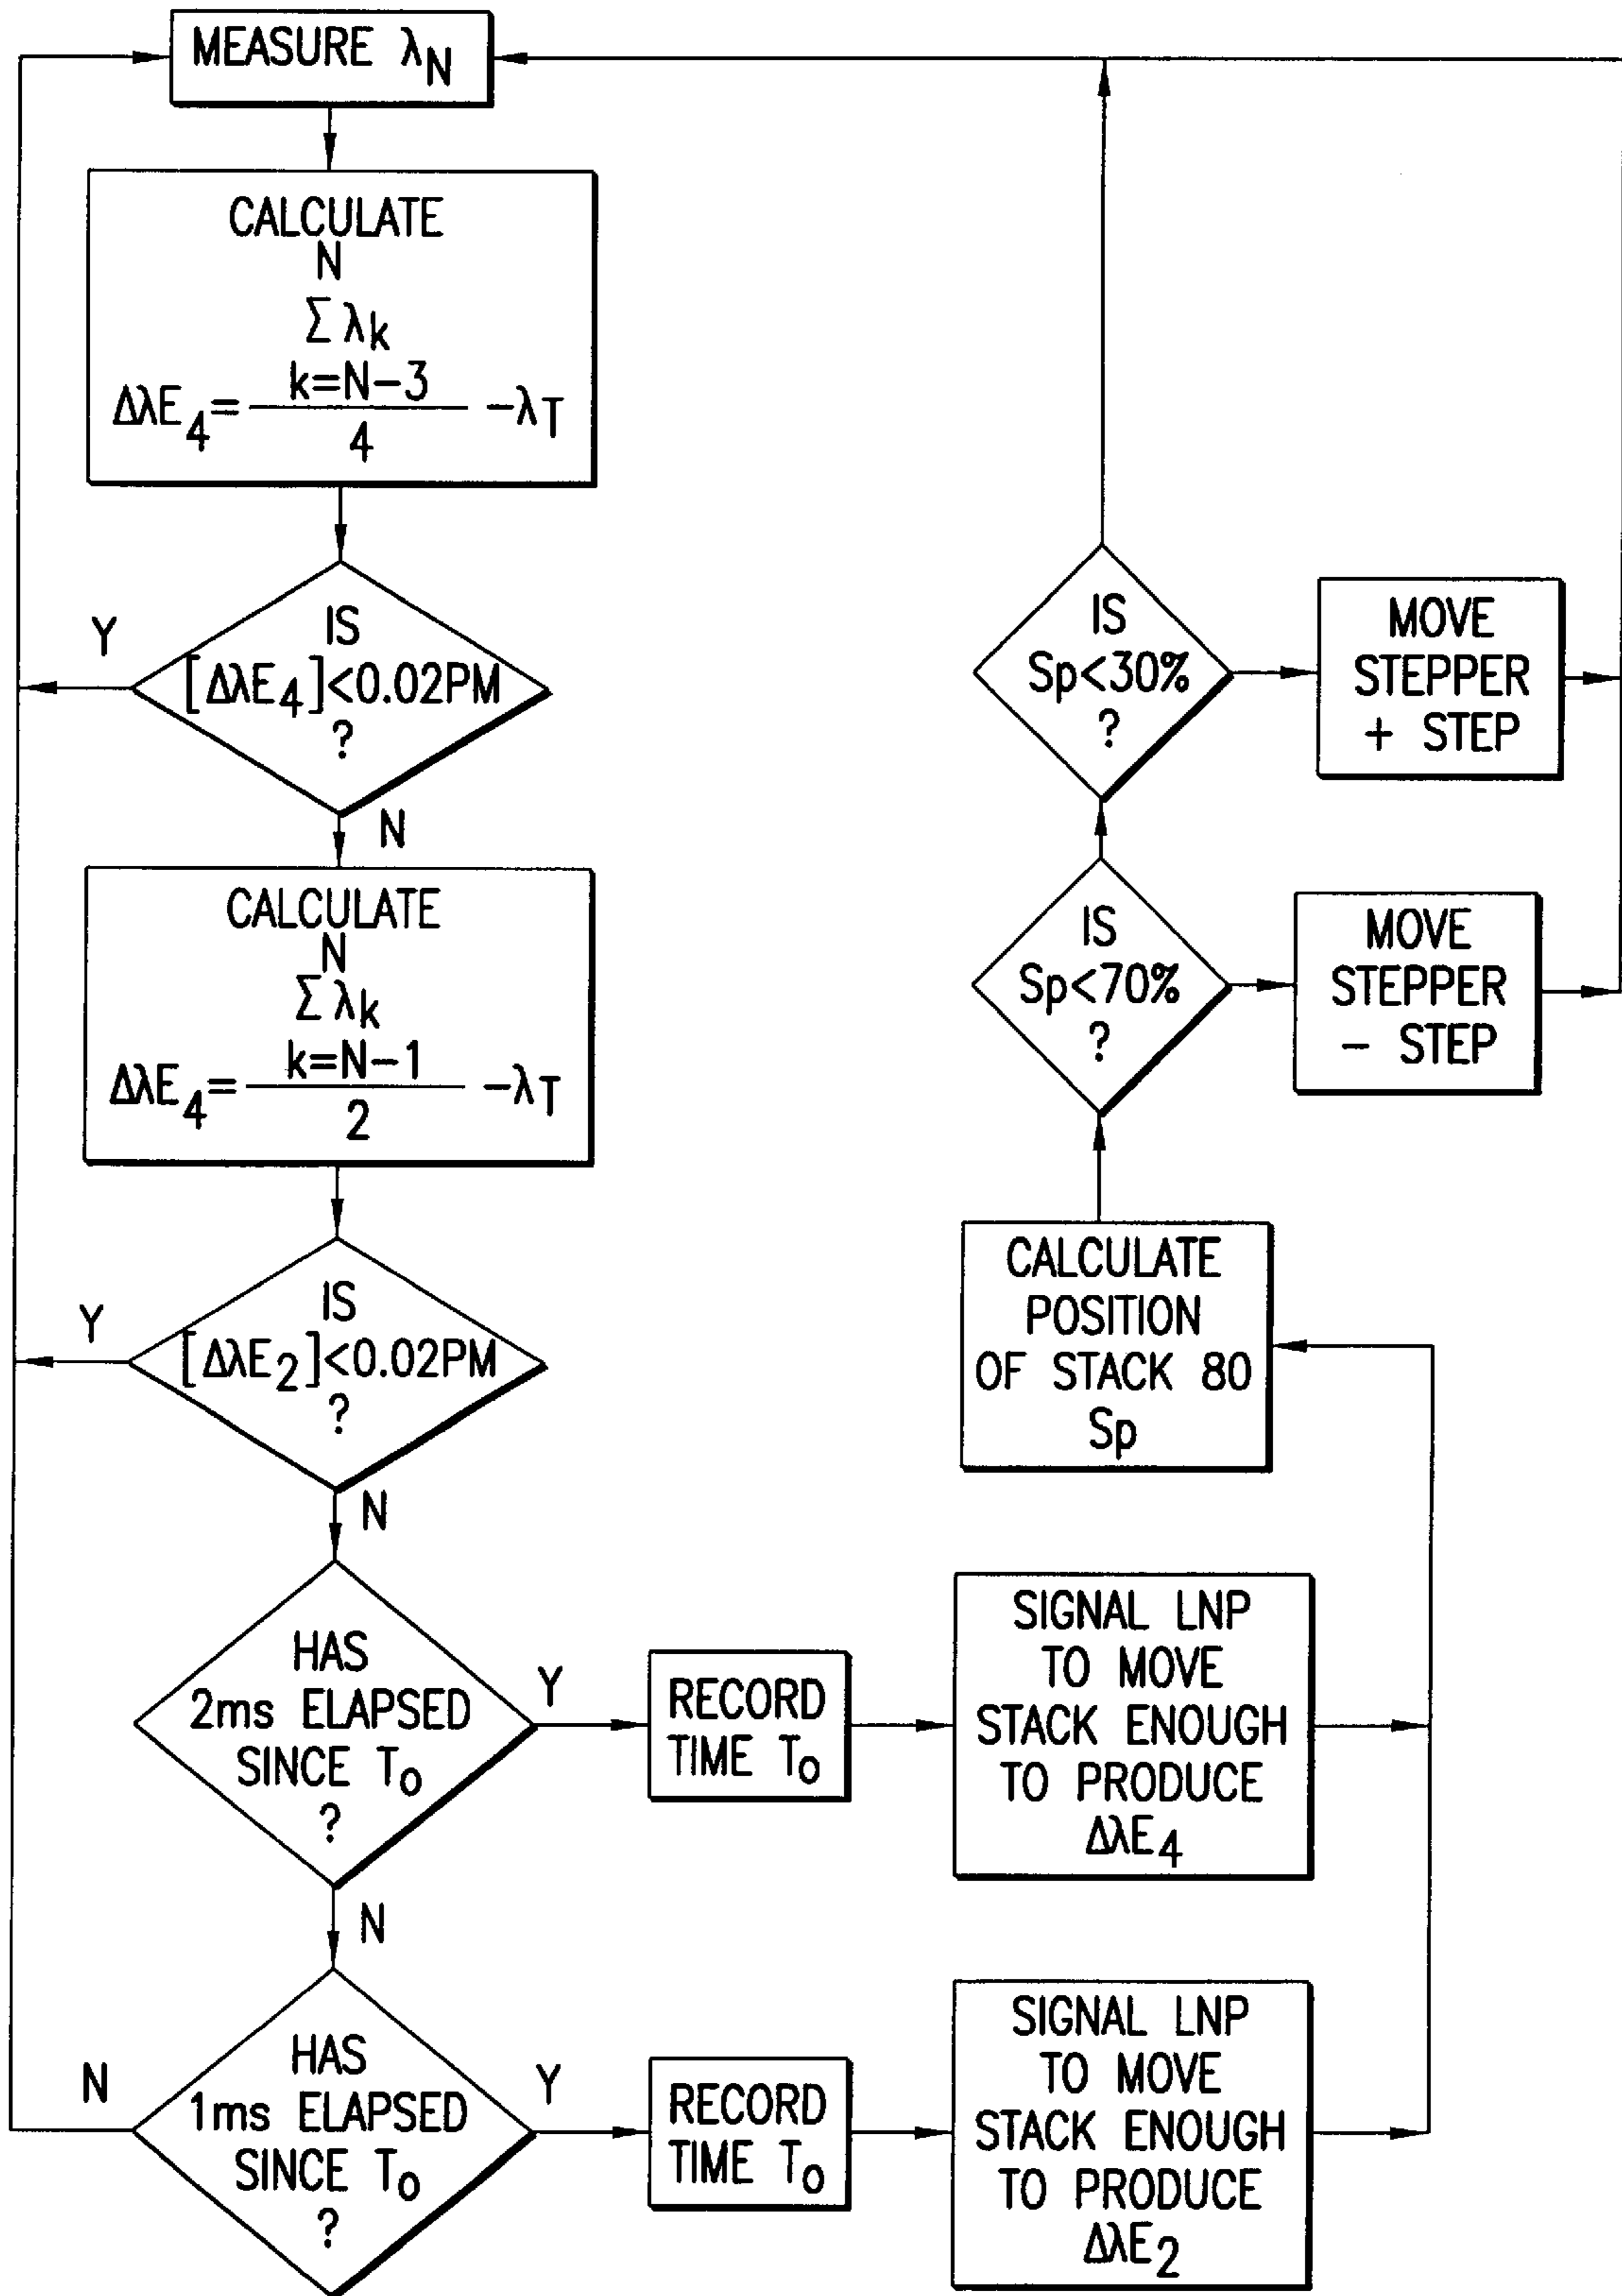 MEASURE λN
CALCULATE
N
Σ λk
k=N-3
ΔλE4= 4 -λT
IS
[ΔλE4]<0.02PM
?
Y
N
CALCULATE
N
Σ λk
k=N-1
ΔλE4= 2 -λT
IS
[ΔλE2]<0.02PM
?
Y
N
HAS
2ms ELAPSED
SINCE To
?
Y
N
RECORD
TIME To
SIGNAL LNP
TO MOVE
STACK ENOUGH
TO PRODUCE
ΔλE4
HAS
1ms ELAPSED
SINCE To
?
N
Y
RECORD
TIME To
SIGNAL LNP
TO MOVE
STACK ENOUGH
TO PRODUCE
ΔλE2
CALCULATE
POSITION
OF STACK 80
Sp
IS
Sp<70%
?
MOVE
STEPPER
- STEP
IS
Sp<30%
?
MOVE
STEPPER
+ STEP